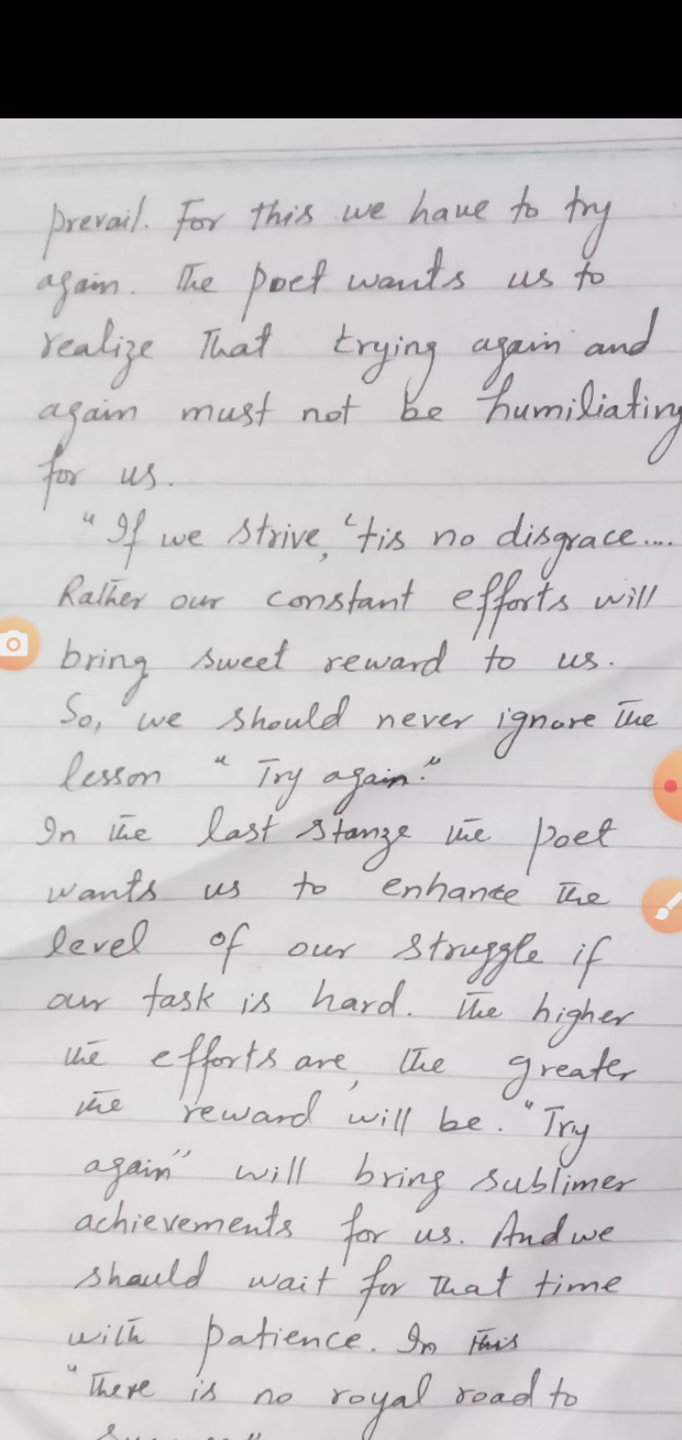 prevail. For this we have to try
again. The poet wants us to
realize That trying again and
again must not be humiliating
for us.
"If we strive, 'tis no disgrace....
Rather our constant efforts will
bring sweet reward to us.
So, we should never ignore the
lesson " Try again."
In the last stanze the poet
wants us to enhance the
level of our struggle if
our task is hard. The higher
the efforts are, the greater
the reward will be. "Try
again" will bring sublimer
achievements for us. And we
should wait for That time
with patience. In this
"There is no royal road to